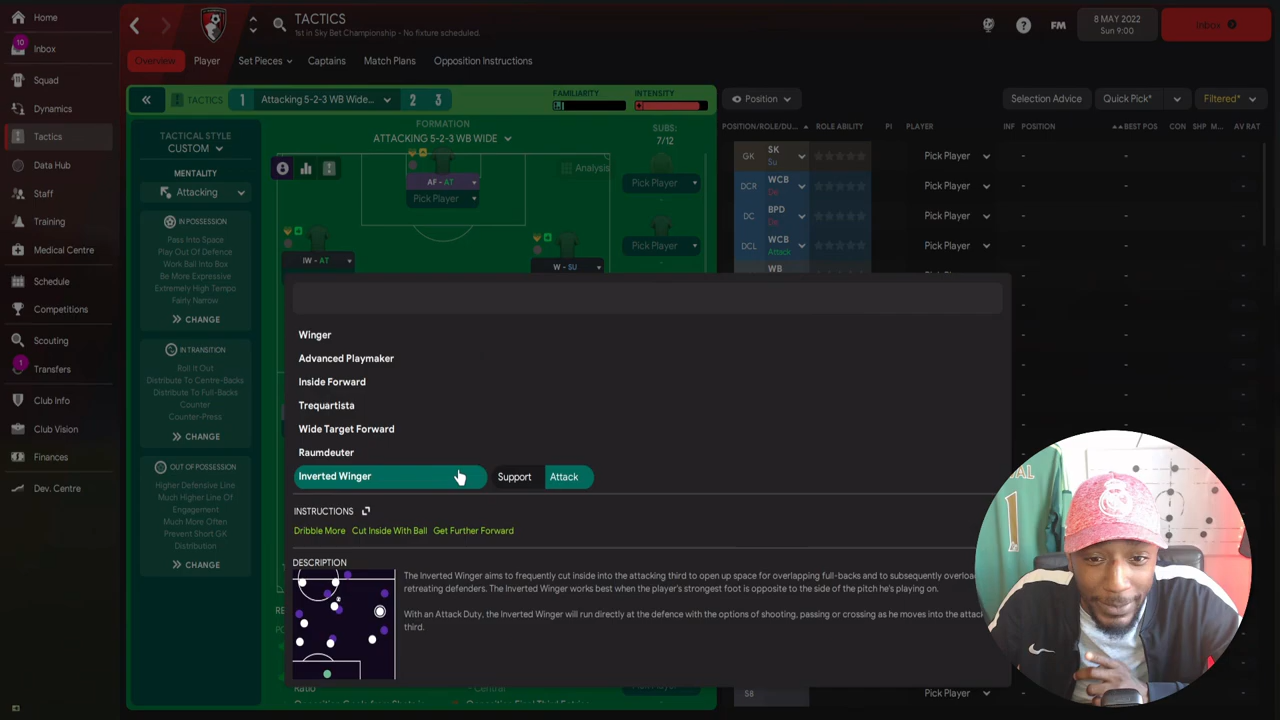 Home
10
Inbox
Squad
Dynamics
Tactics
Data Hub
Staff
Training
Medical Centre
Schedule
Competitions
Scouting
1
Transfers
Club Info
Club Vision
Finances
Dev. Centre
TACTICS
1st in Sky Bet Championship - No fixture scheduled.
FM
8 MAY 2022
Sun 9:00
Inbox
Overview
Player
Set Pieces
Captains
Match Plans
Opposition Instructions
TACTICS
1
Attacking 5-2-3 WB Wide...
2
3
FAMILIARITY
INTENSITY
Position
Selection Advice
Quick Pick*
Filtered*
TACTICAL STYLE
CUSTOM
MENTALITY
Attacking
IN POSSESSION
Pass Into Space
Play Out Of Defence
Work Ball Into Box
Be More Expressive
Extremely High Tempo
Fairly Narrow
CHANGE
IN TRANSITION
Roll It Out
Distribute To Centre-Backs
Distribute To Full-Backs
Counter
Counter-Press
CHANGE
OUT OF POSSESSION
Higher Defensive Line
Much Higher Line Of
Engagement
Much More Often
Prevent Short GK
Distribution
CHANGE
FORMATION
ATTACKING 5-2-3 WB WIDE
SUBS:
7/12
Analysis
AF - AT
Pick Player
Pick Player
Pick Player
IW - AT
W - SU
POSITION/ROLE/DU...
ROLE ABILITY
PI
PLAYER
INF
POSITION
BEST POS
CON
SHP
M...
AV RAT
GK
SK
Su
Pick Player
-
-
-
DCR
WCB
De
Pick Player
-
-
-
DC
BPD
De
Pick Player
-
-
-
DCL
WCB
Attack
Pick Player
-
-
-
WB
Winger
Advanced Playmaker
Inside Forward
Trequartista
Wide Target Forward
Raumdeuter
Inverted Winger
Support
Attack
INSTRUCTIONS
Dribble More
Cut Inside With Ball
Get Further Forward
DESCRIPTION
The Inverted Winger aims to frequently cut inside into the attacking third to open up space for overlapping full-backs and to subsequently
retreating defenders. The Inverted Winger works best when the player's strongest foot is opposite to the side of the pitch he's playing on.
With an Attack Duty, the Inverted Winger will run directly at the defence with the options of shooting, passing or crossing as he moves into the
third.
Ratio
- Central
Pick Player
S8
Pick Player